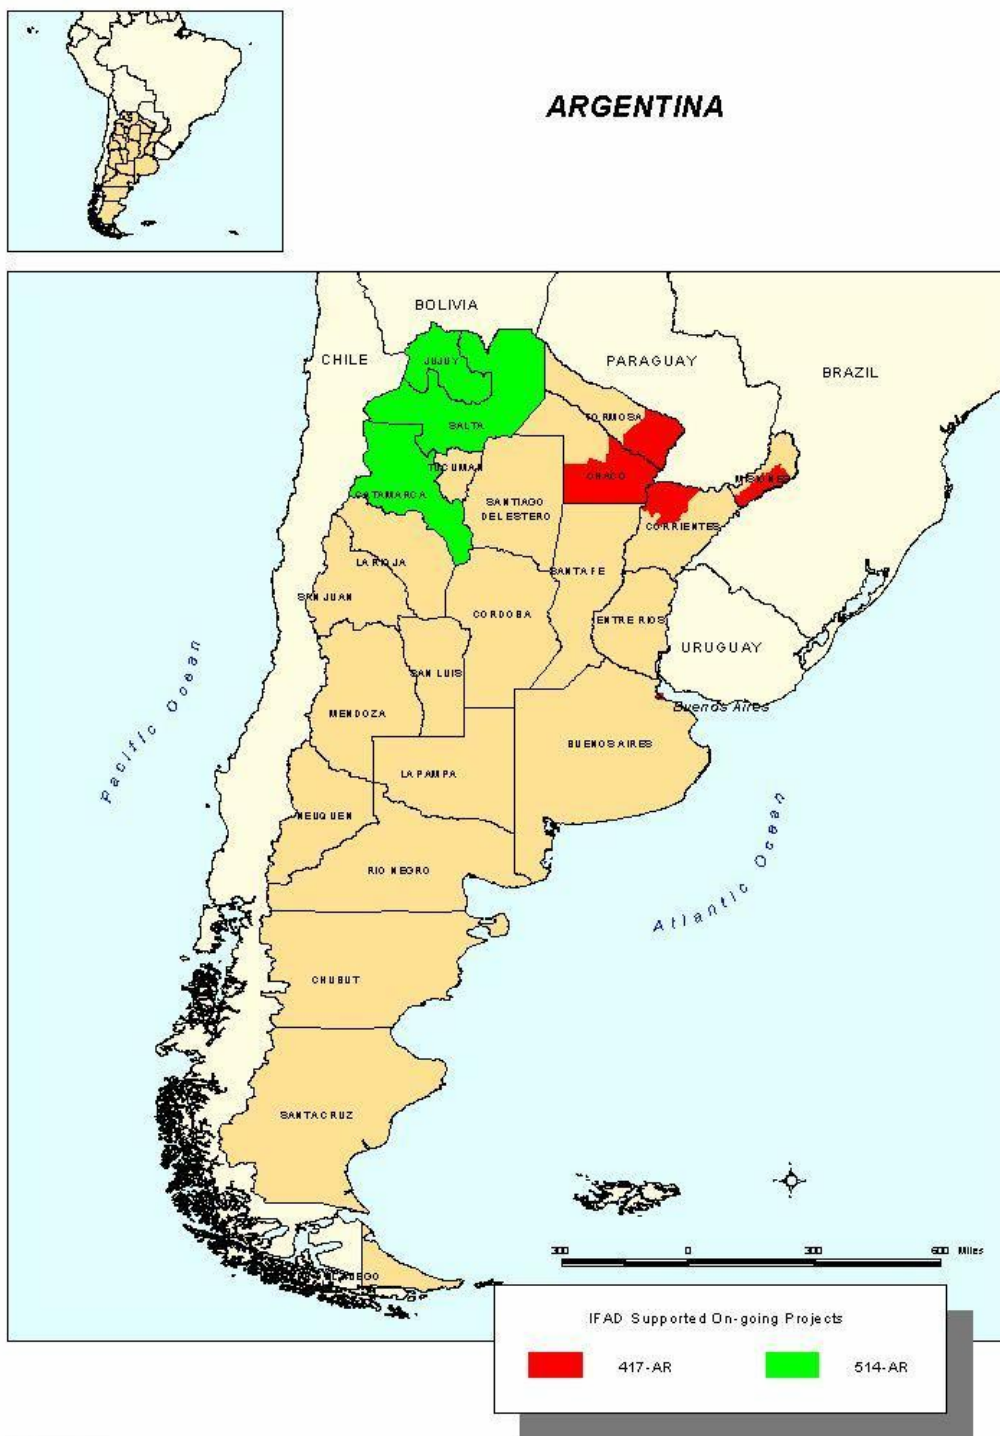 ARGENTINA
BOLIVIA
CHILE
PARAGUAY
BRAZIL
JUJUY
SALTA
TUCUMAN
CATAMARCA
SANTIAGO
DEL ESTERO
CHACO
MISIONES
CORRIENTES
LA RIOJA
SANTA FE
SAN JUAN
CORDOBA
ENTRE RIOS
URUGUAY
SAN LUIS
MENDOZA
Buenos Aires
BUENOS AIRES
LA PAMPA
NEUQUEN
RIO NEGRO
CHUBUT
SANTA CRUZ
Pacific Ocean
Atlantic Ocean
300 0 300 600 Miles
IFAD Supported On-going Projects
417-AR 514-AR